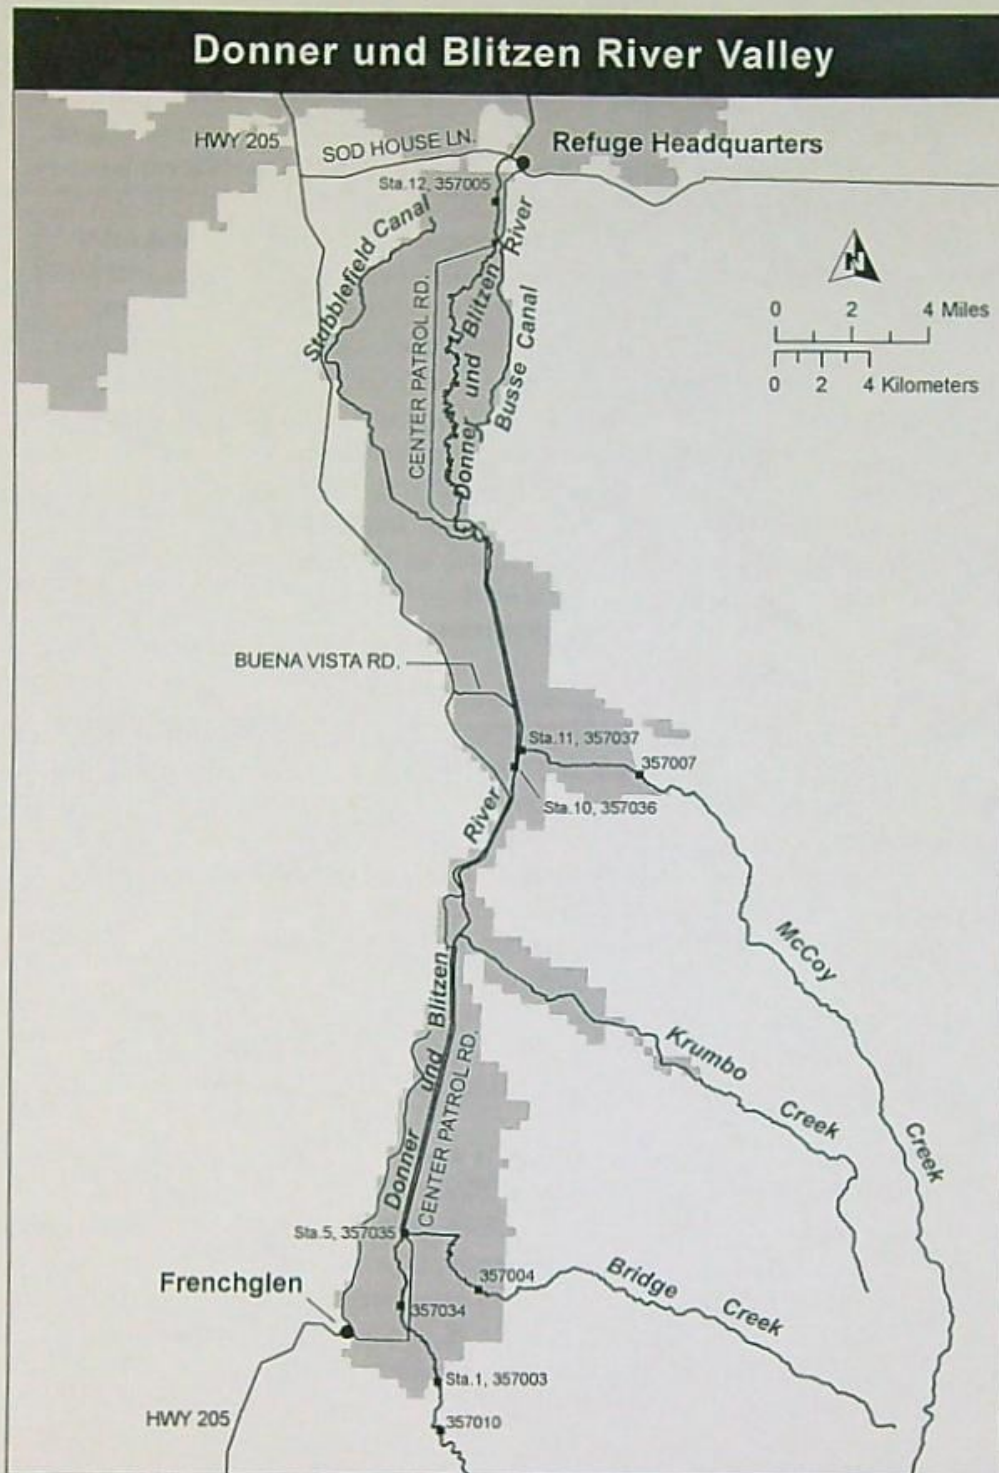 Donner und Blitzen River Valley
HWY 205
SOD HOUSE LN.
Refuge Headquarters
Sta.12, 357005
Stubblefield Canal
Donner und Blitzen River
CENTER PATROL RD.
Busse Canal
N
0 2 4 Miles
0 2 4 Kilometers
BUENA VISTA RD.
Sta.11, 357037
357007
Sta.10, 357036
McCoy Creek
Krumbo Creek
Donner und Blitzen River
CENTER PATROL RD.
Sta.5, 357035
357004
Bridge Creek
Frenchglen
357034
Sta.1, 357003
HWY 205
357010